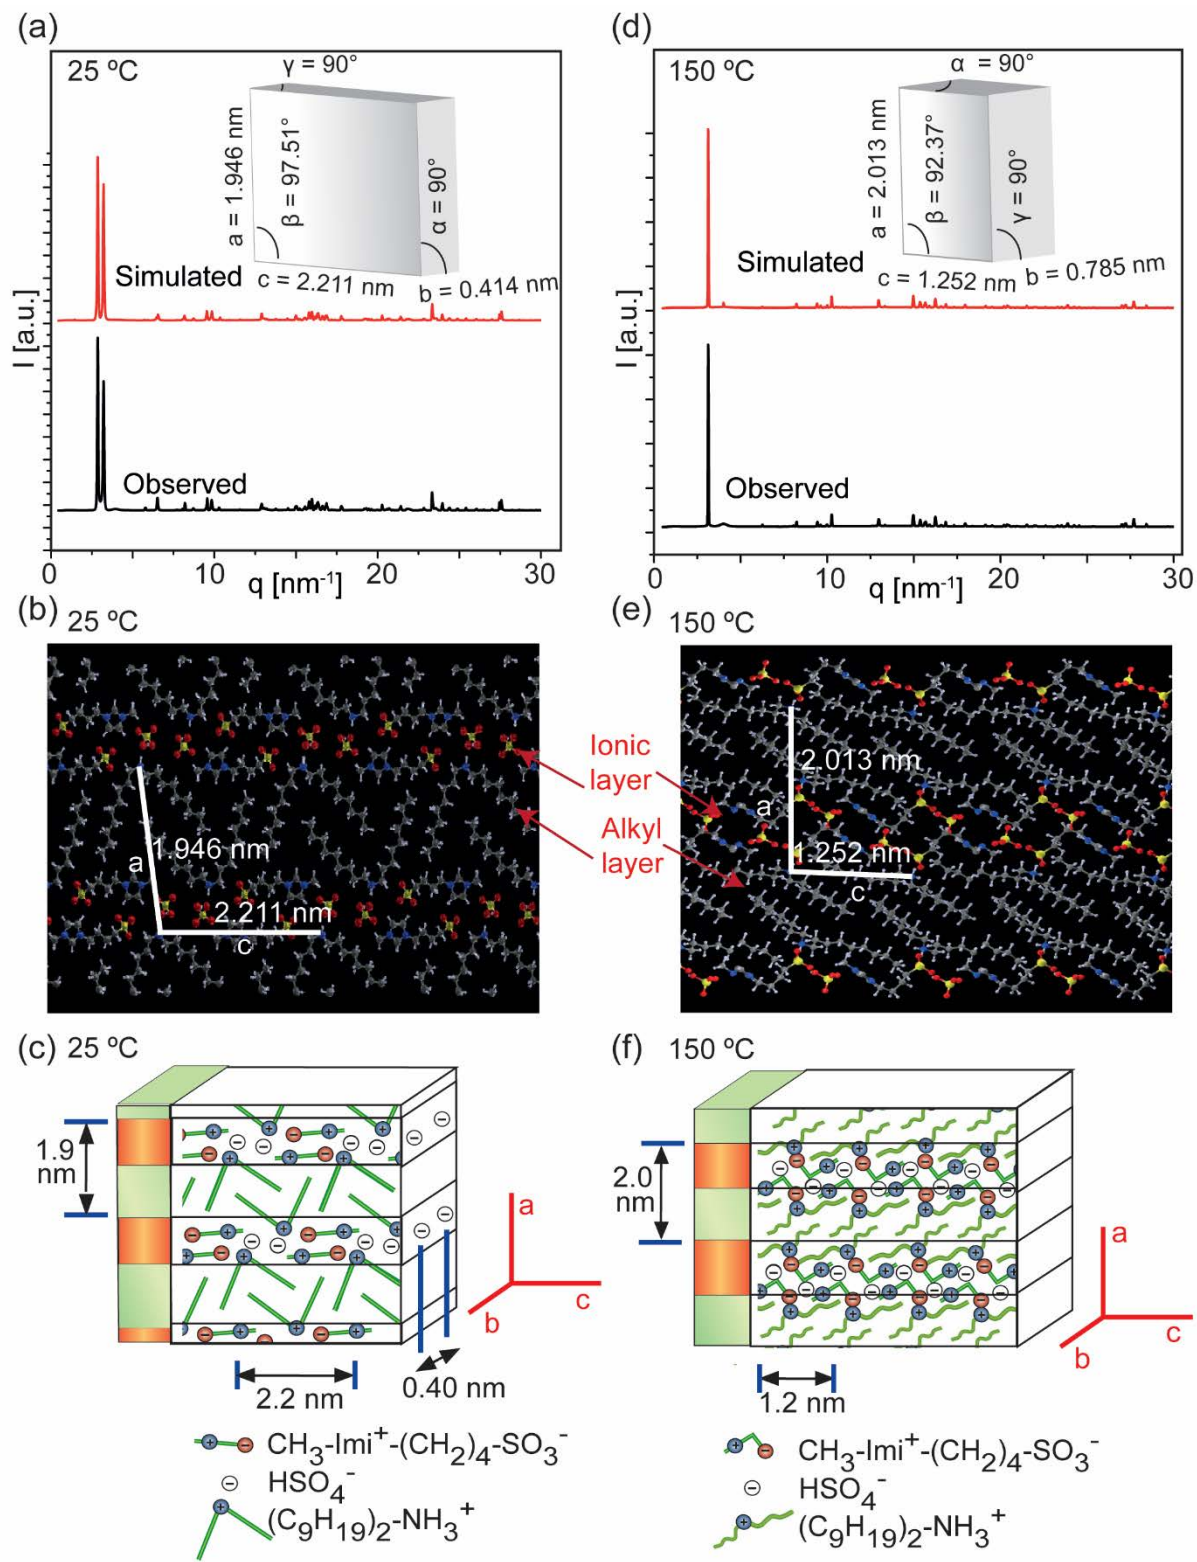 (a)
25 ºC
γ = 90°
a = 1.946 nm
β = 97.51°
α = 90°
Simulated
c = 2.211 nm
b = 0.414 nm
I [a.u.]
Observed
0
10
20
30
q [nm⁻¹]
(d)
150 ºC
α = 90°
a = 2.013 nm
β = 92.37°
γ = 90°
Simulated
c = 1.252 nm
b = 0.785 nm
I [a.u.]
Observed
0
10
20
30
q [nm⁻¹]
(b) 25 ºC
1.946 nm
a
2.211 nm
c
Ionic
layer
Alkyl
layer
(e) 150 ºC
2.013 nm
a
1.252 nm
c
(c) 25 ºC
1.9
nm
2.2 nm
0.40 nm
a
b
c
CH₃-Imi⁺-(CH₂)₄-SO₃⁻
HSO₄⁻
(C₉H₁₉)₂-NH₃⁺
(f) 150 ºC
2.0
nm
1.2 nm
a
b
c
CH₃-Imi⁺-(CH₂)₄-SO₃⁻
HSO₄⁻
(C₉H₁₉)₂-NH₃⁺